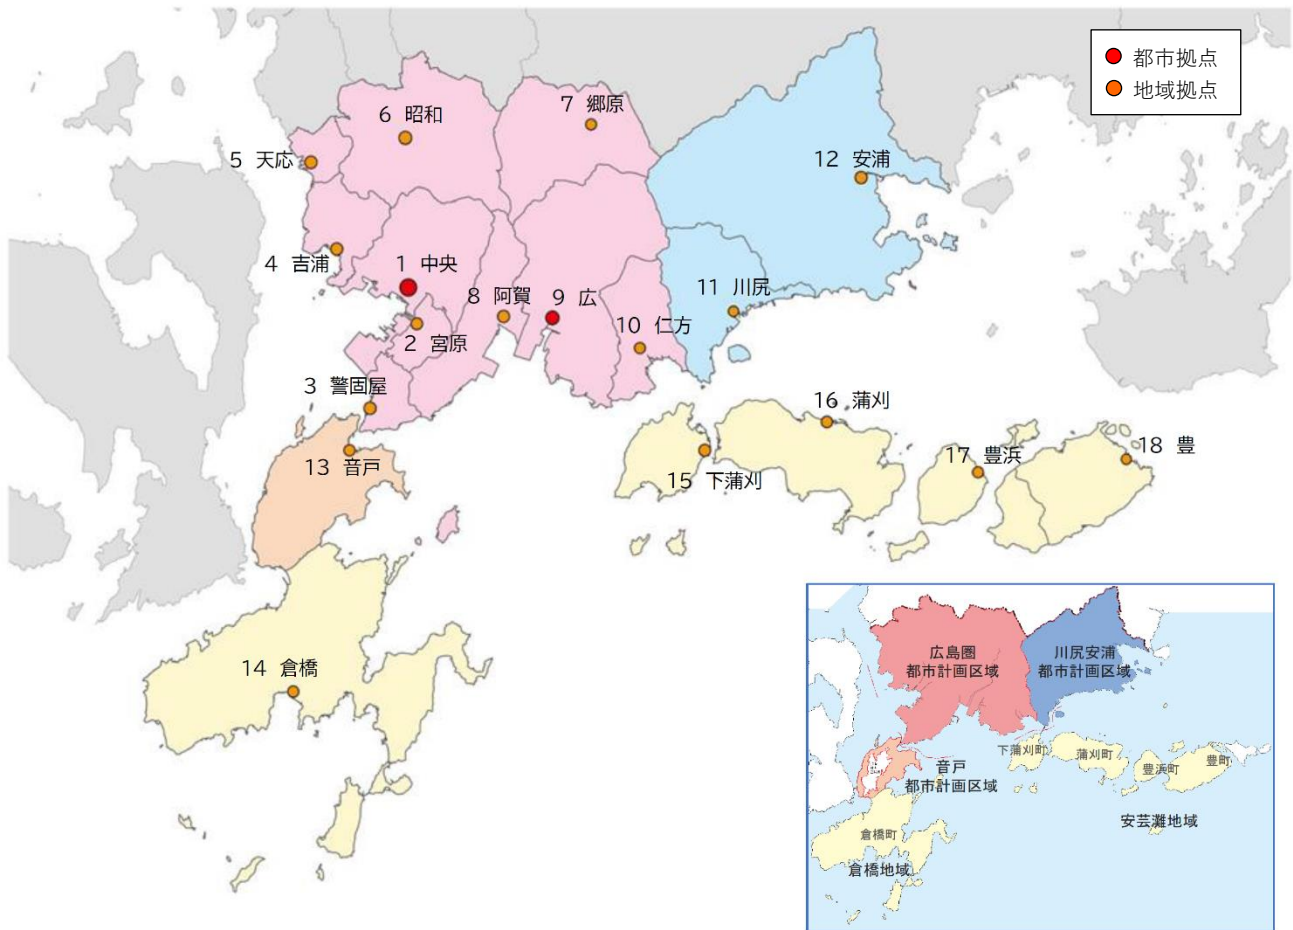 都市拠点
地域拠点
7 郷原
6 昭和
5 天応
12 安浦
4 吉浦
1 中央
11 川尻
8 阿賀
9 広
10 仁方
2 宮原
3 警固屋
16 蒲刈
18 豊
17 豊浜
13 音戸
15 下蒲刈
14 倉橋
広島圏
都市計画区域
川尻安浦
都市計画区域
下蒲刈町
蒲刈町
豊浜町
豊町
音戸
都市計画区域
安芸灘地域
倉橋町
倉橋地域